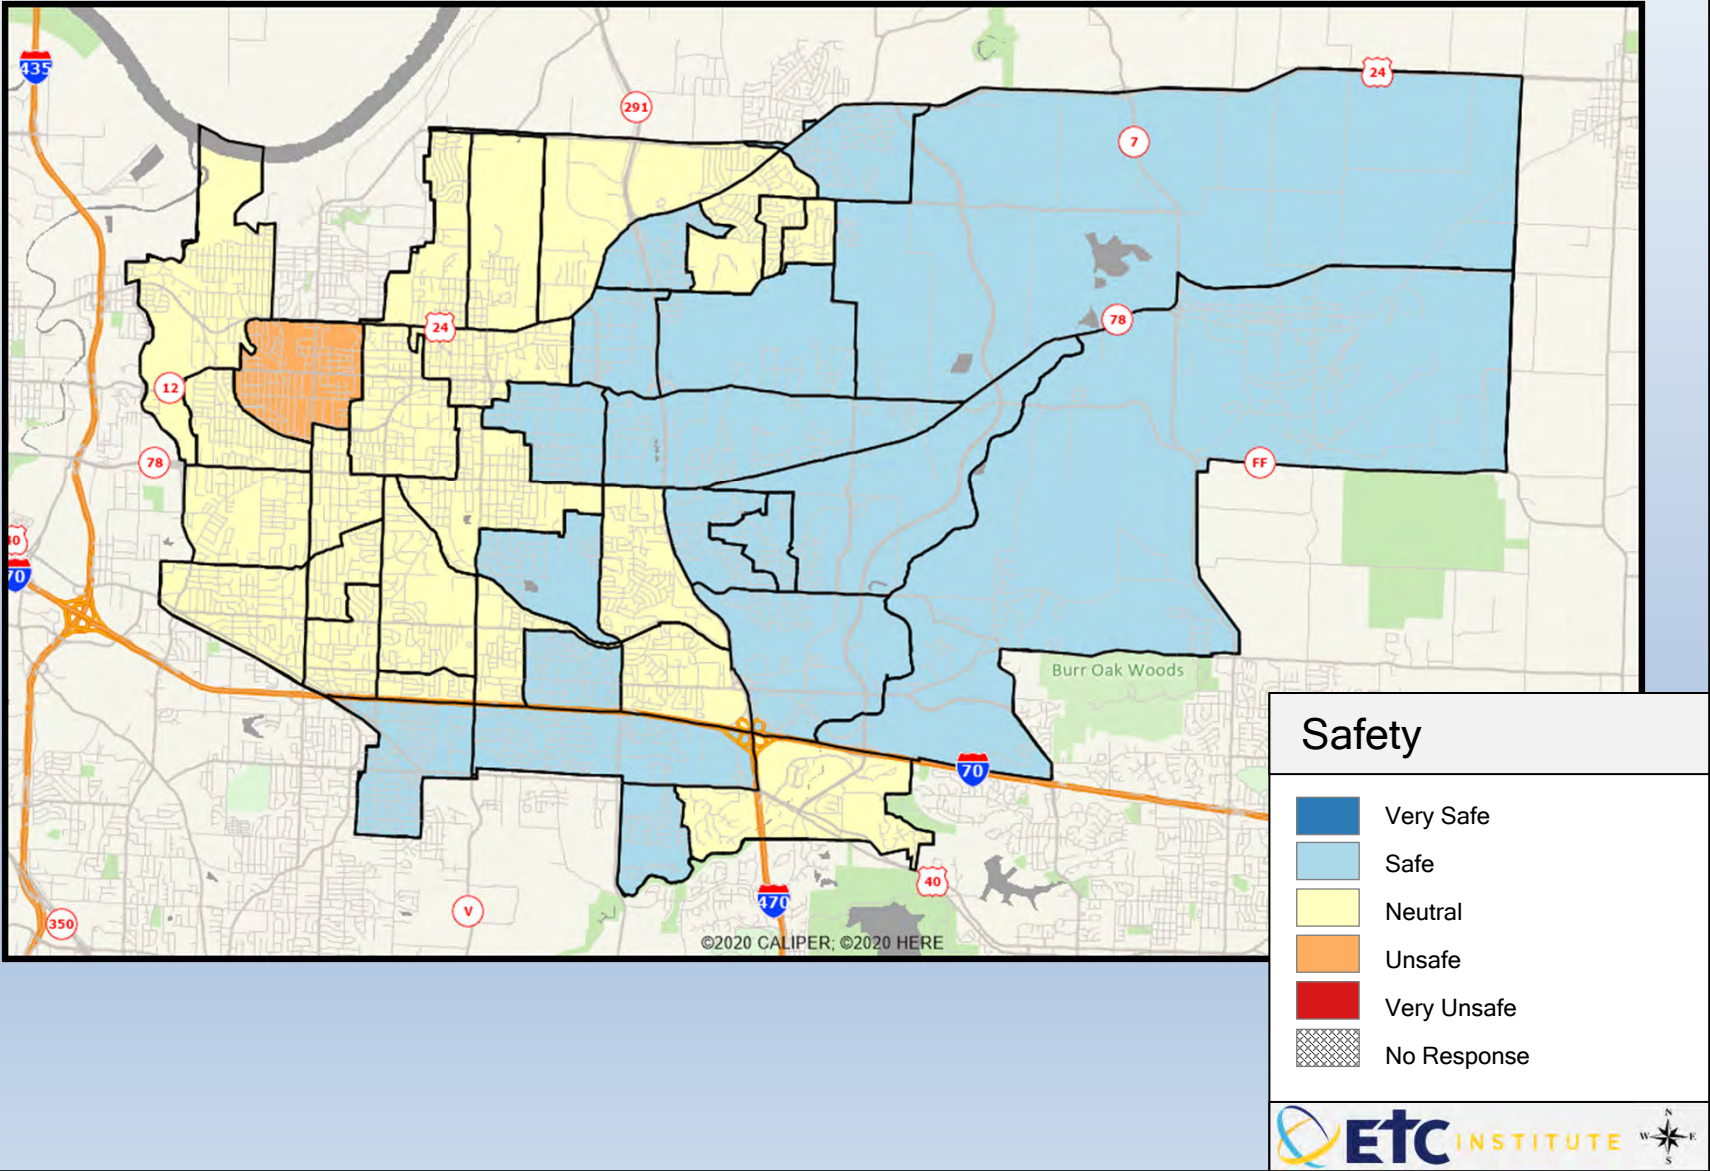 435
24
291
7
78
24
12
78
FF
40
70
Burr Oak Woods
70
40
470
V
350
©2020 CALIPER; ©2020 HERE
Safety
Very Safe
Safe
Neutral
Unsafe
Very Unsafe
No Response
ETC INSTITUTE
N
W E
S